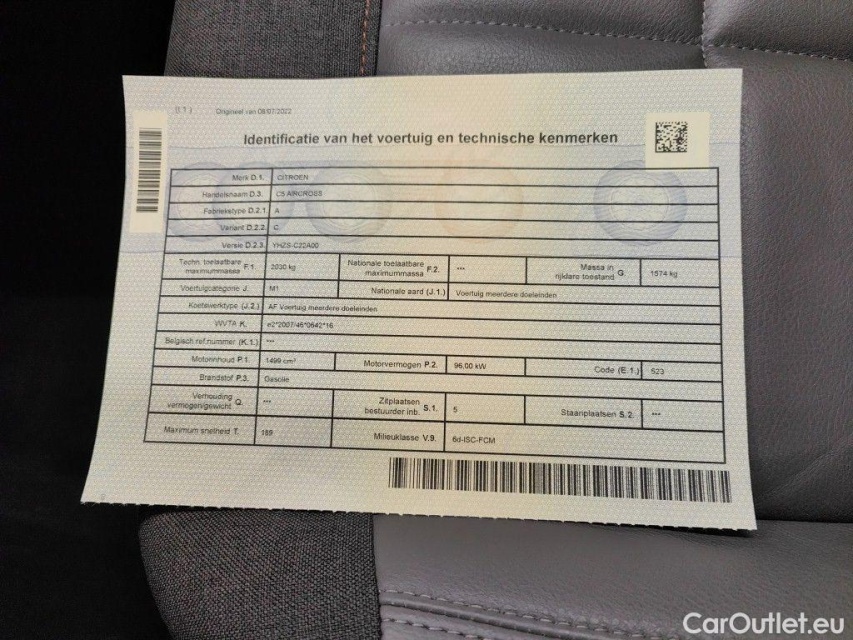 (I.1) Origineel van 08/07/2022
Identificatie van het voertuig en technische kenmerken
Merk D.1. CITROEN
Handelsnaam D.3. C5 AIRCROSS
Fabriekstype D.2.1 A
Variant D.2.2. C
Versie D.2.3. YHZS-C22A00
Techn. toelaatbare maximummassa F.1. 2030 kg Nationale toelaatbare maximummassa F.2. --- Massa in rijklare toestand G. 1574 kg
Voertuigcategorie J. M1 Nationale aard (J.1.) Voertuig meerdere doeleinden
Koetswerktype (J.2.) AF Voertuig meerdere doeleinden
WVTA K. e2*2007/46*0642*16
Belgisch ref.nummer (K.1.) ---
Motorinhoud P.1. 1499 cm³ Motorvermogen P.2. 96,00 kW Code (E.1.) 523
Brandstof P.3. Gasolie
Verhouding vermogen/gewicht Q. --- Zitplaatsen bestuurder inb. S.1. 5 Staanplaatsen S.2. ---
Maximum snelheid T. 189 Milieuklasse V.9. 6d-ISC-FCM
CarOutlet.eu